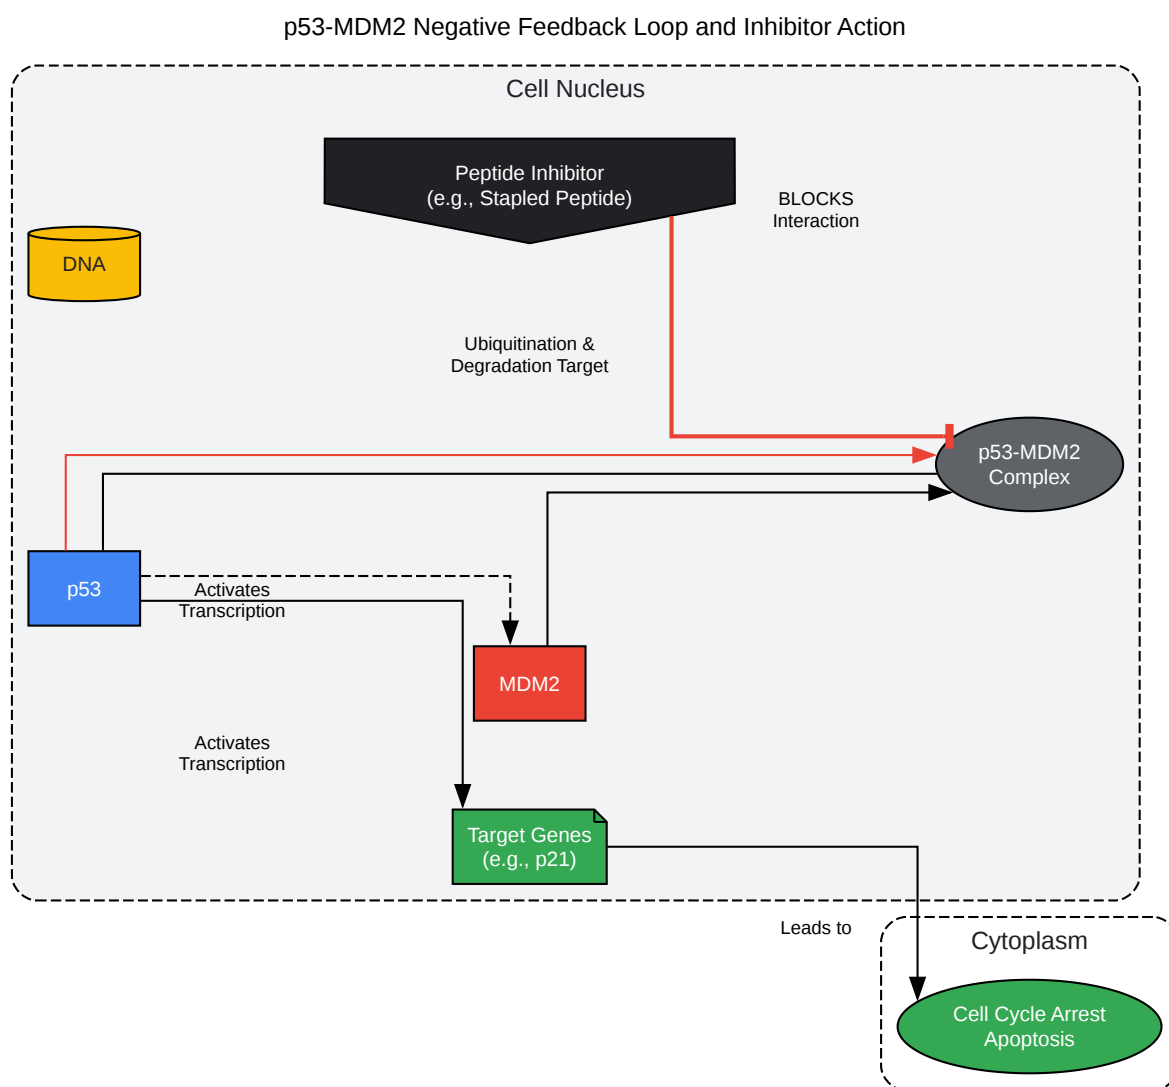 p53-MDM2 Negative Feedback Loop and Inhibitor Action
Cell Nucleus
Peptide Inhibitor
(e.g., Stapled Peptide)
BLOCKS
Interaction
DNA
Ubiquitination &
Degradation Target
p53-MDM2
Complex
p53
Activates
Transcription
MDM2
Activates
Transcription
Target Genes
(e.g., p21)
Leads to
Cytoplasm
Cell Cycle Arrest
Apoptosis